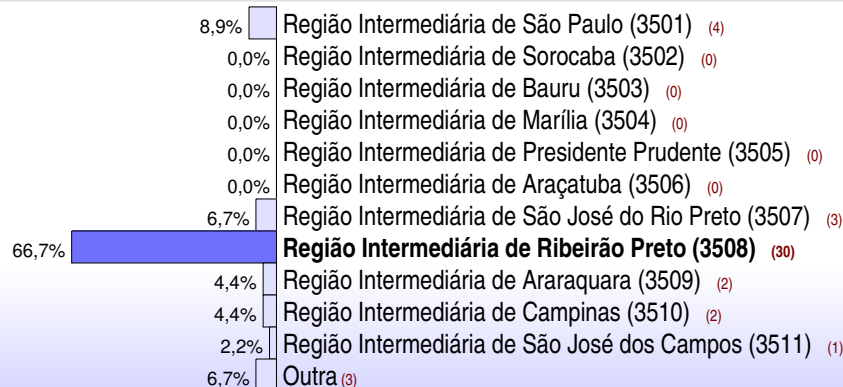 8,9% Região Intermediária de São Paulo (3501) (4)
0,0% Região Intermediária de Sorocaba (3502) (0)
0,0% Região Intermediária de Bauru (3503) (0)
0,0% Região Intermediária de Marília (3504) (0)
0,0% Região Intermediária de Presidente Prudente (3505) (0)
0,0% Região Intermediária de Araçatuba (3506) (0)
6,7% Região Intermediária de São José do Rio Preto (3507) (3)
66,7% Região Intermediária de Ribeirão Preto (3508) (30)
4,4% Região Intermediária de Araraquara (3509) (2)
4,4% Região Intermediária de Campinas (3510) (2)
2,2% Região Intermediária de São José dos Campos (3511) (1)
6,7% Outra (3)